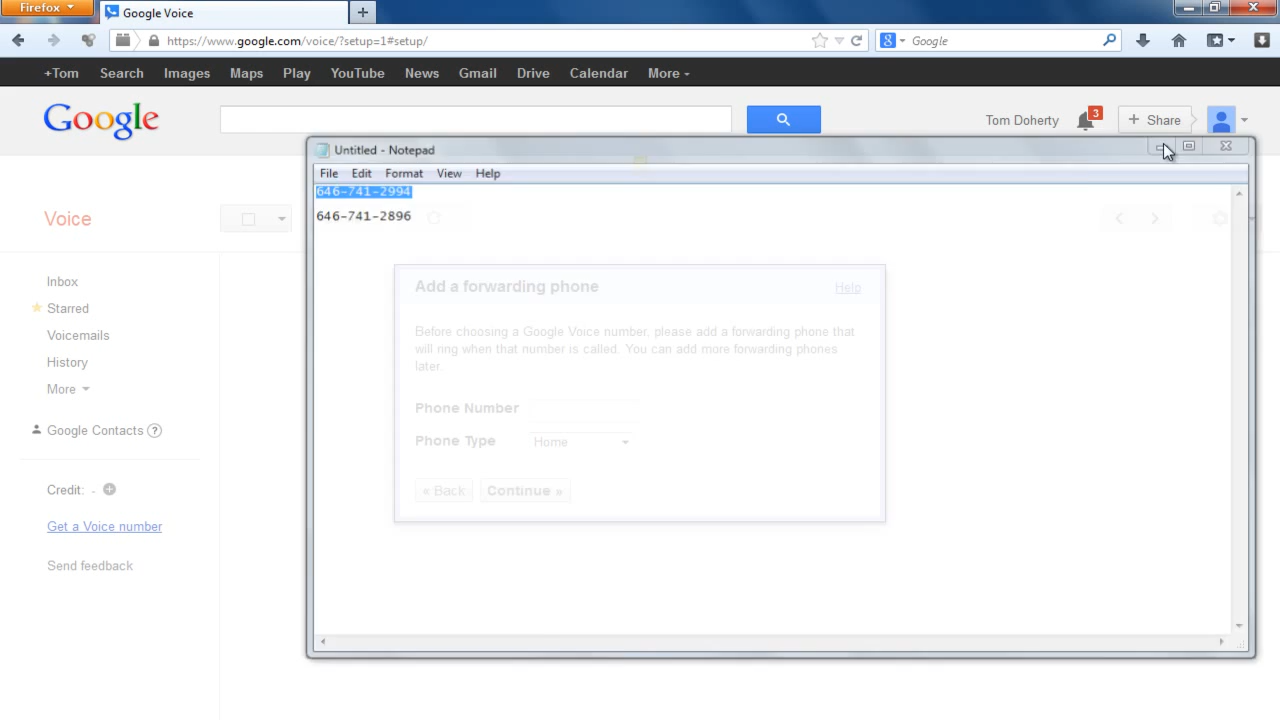 Firefox
Google Voice
https://www.google.com/voice/?setup=1#setup/
Google
+Tom Search Images Maps Play YouTube News Gmail Drive Calendar More
Google
Tom Doherty
3
+ Share
Untitled - Notepad
File Edit Format View Help
646-741-2994
646-741-2896
Voice
Inbox
Starred
Voicemails
History
More
Google Contacts ?
Credit: -
Get a Voice number
Send feedback
Add a forwarding phone
Help
Before choosing a Google Voice number, please add a forwarding phone that
will ring when that number is called. You can add more forwarding phones
later.
Phone Number
Phone Type Home
« Back Continue »